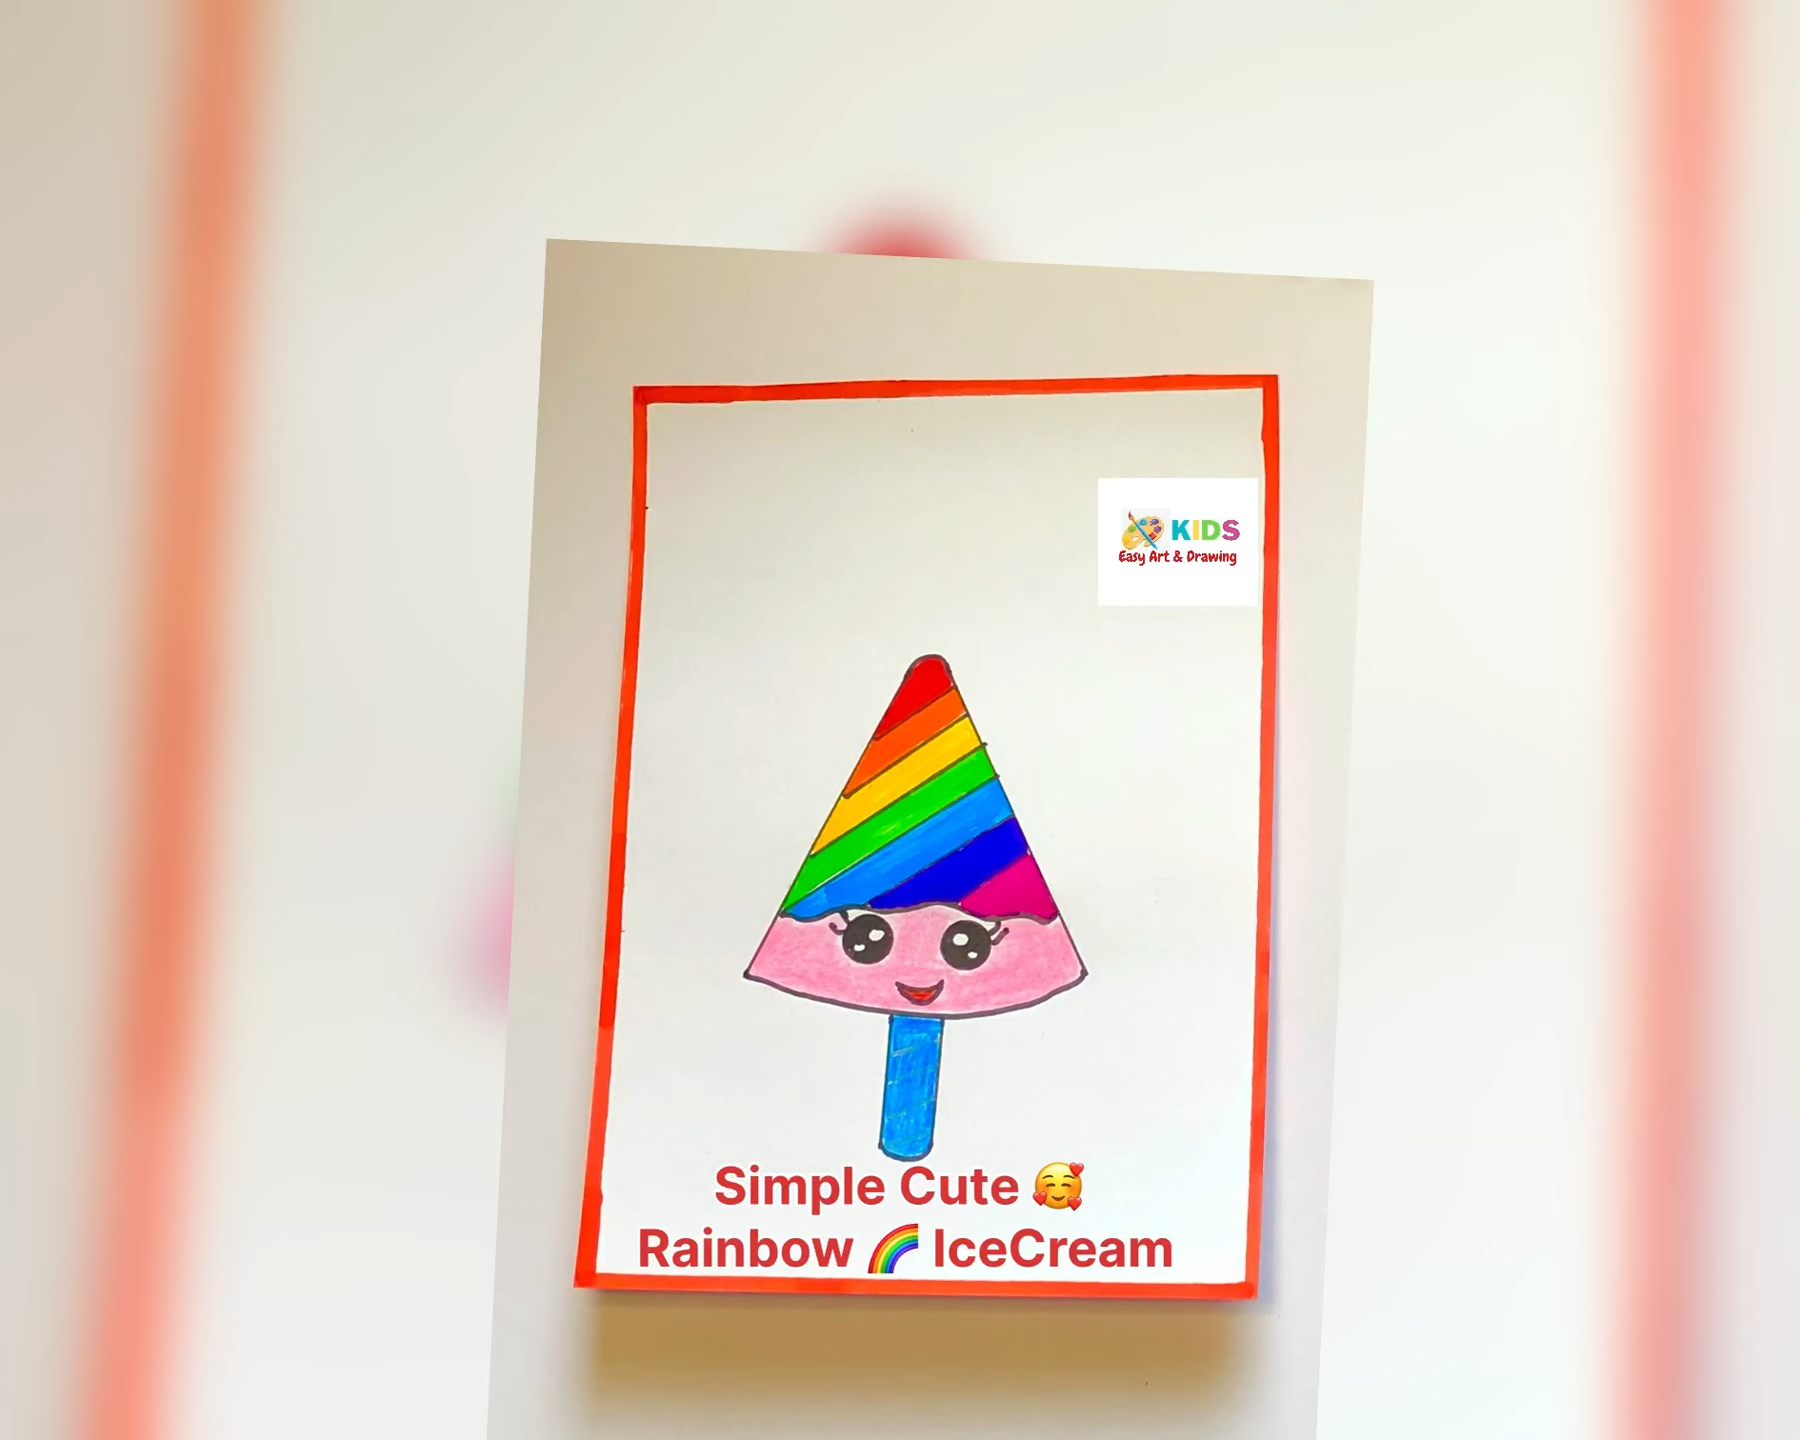 KIDS
Easy Art & Drawing
Simple Cute 🥰
Rainbow 🌈 IceCream